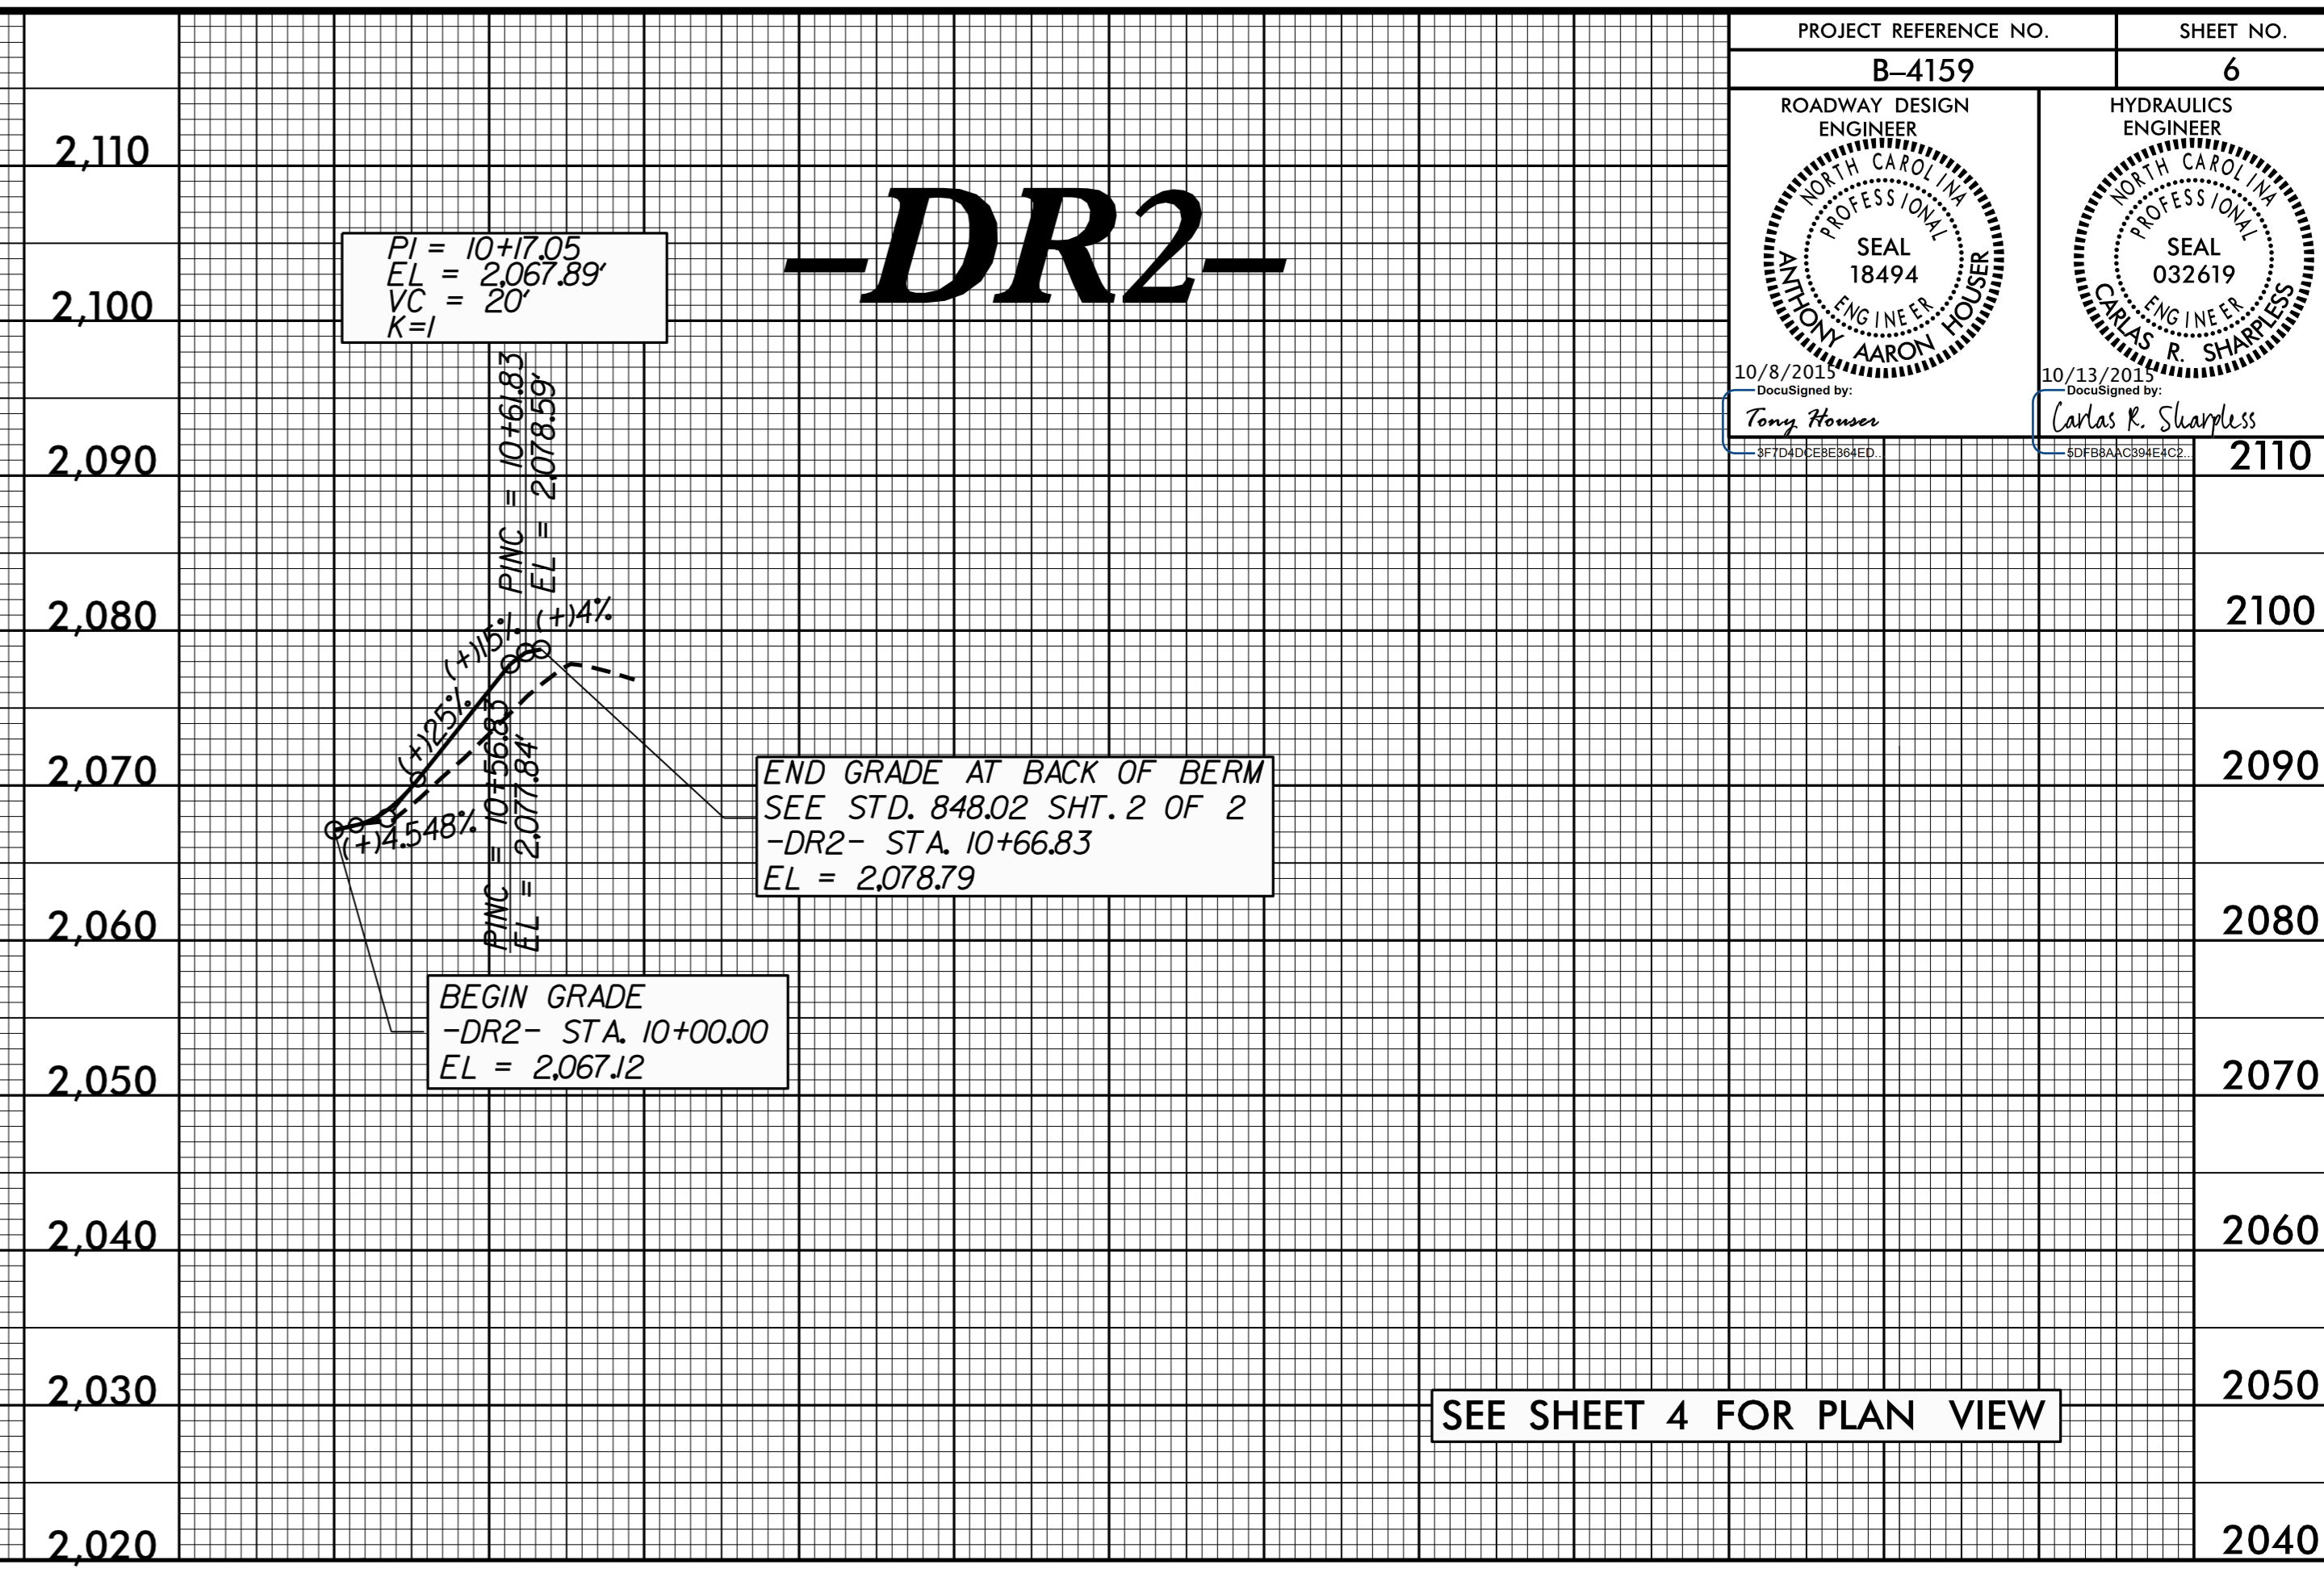 PROJECT REFERENCE NO.
SHEET NO.
B–4159
6
ROADWAY DESIGN
ENGINEER
HYDRAULICS
ENGINEER
NORTH CAROLINA
PROFESSIONAL
SEAL
18494
ENGINEER
ANTHONY AARON HOUSER
NORTH CAROLINA
PROFESSIONAL
SEAL
032619
ENGINEER
CARLAS R. SHARPLESS
10/8/2015
DocuSigned by:
Tony Houser
3F7D4DCE8E364ED...
10/13/2015
DocuSigned by:
Carlas R. Sharpless
5DFB8AAC394E4C2...
-DR2-
PI = 10+17.05
EL = 2,067.89'
VC = 20'
K=1
PINC = 10+61.83
EL = 2,078.59'
(+)4.548%
(+)25%
(+)15%
(+)4%
PINC = 10+56.83
EL = 2,077.84'
END GRADE AT BACK OF BERM
SEE STD. 848.02 SHT. 2 OF 2
-DR2- STA. 10+66.83
EL = 2,078.79
BEGIN GRADE
-DR2- STA. 10+00.00
EL = 2,067.12
SEE SHEET 4 FOR PLAN VIEW
2,110
2,100
2,090
2,080
2,070
2,060
2,050
2,040
2,030
2,020
2110
2100
2090
2080
2070
2060
2050
2040